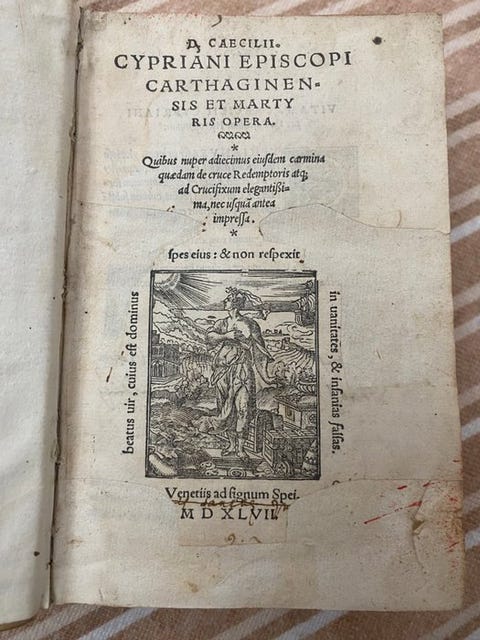 D, CAECILII.
CYPRIANI EPISCOPI
CARTHAGINEN-
SIS ET MARTY
RIS OPERA.
*
Quibus nuper adiecimus eiusdem carmina
quædam de cruce Redemptoris atq;
ad Crucifixum elegantissi-
ma, nec usquã antea
impressa.
*
spes eius: & non respexit
beatus uir, cuius est dominus
in uanitates, & insanias falsas.
Venetiis ad signum Spei.
M D XLVII.